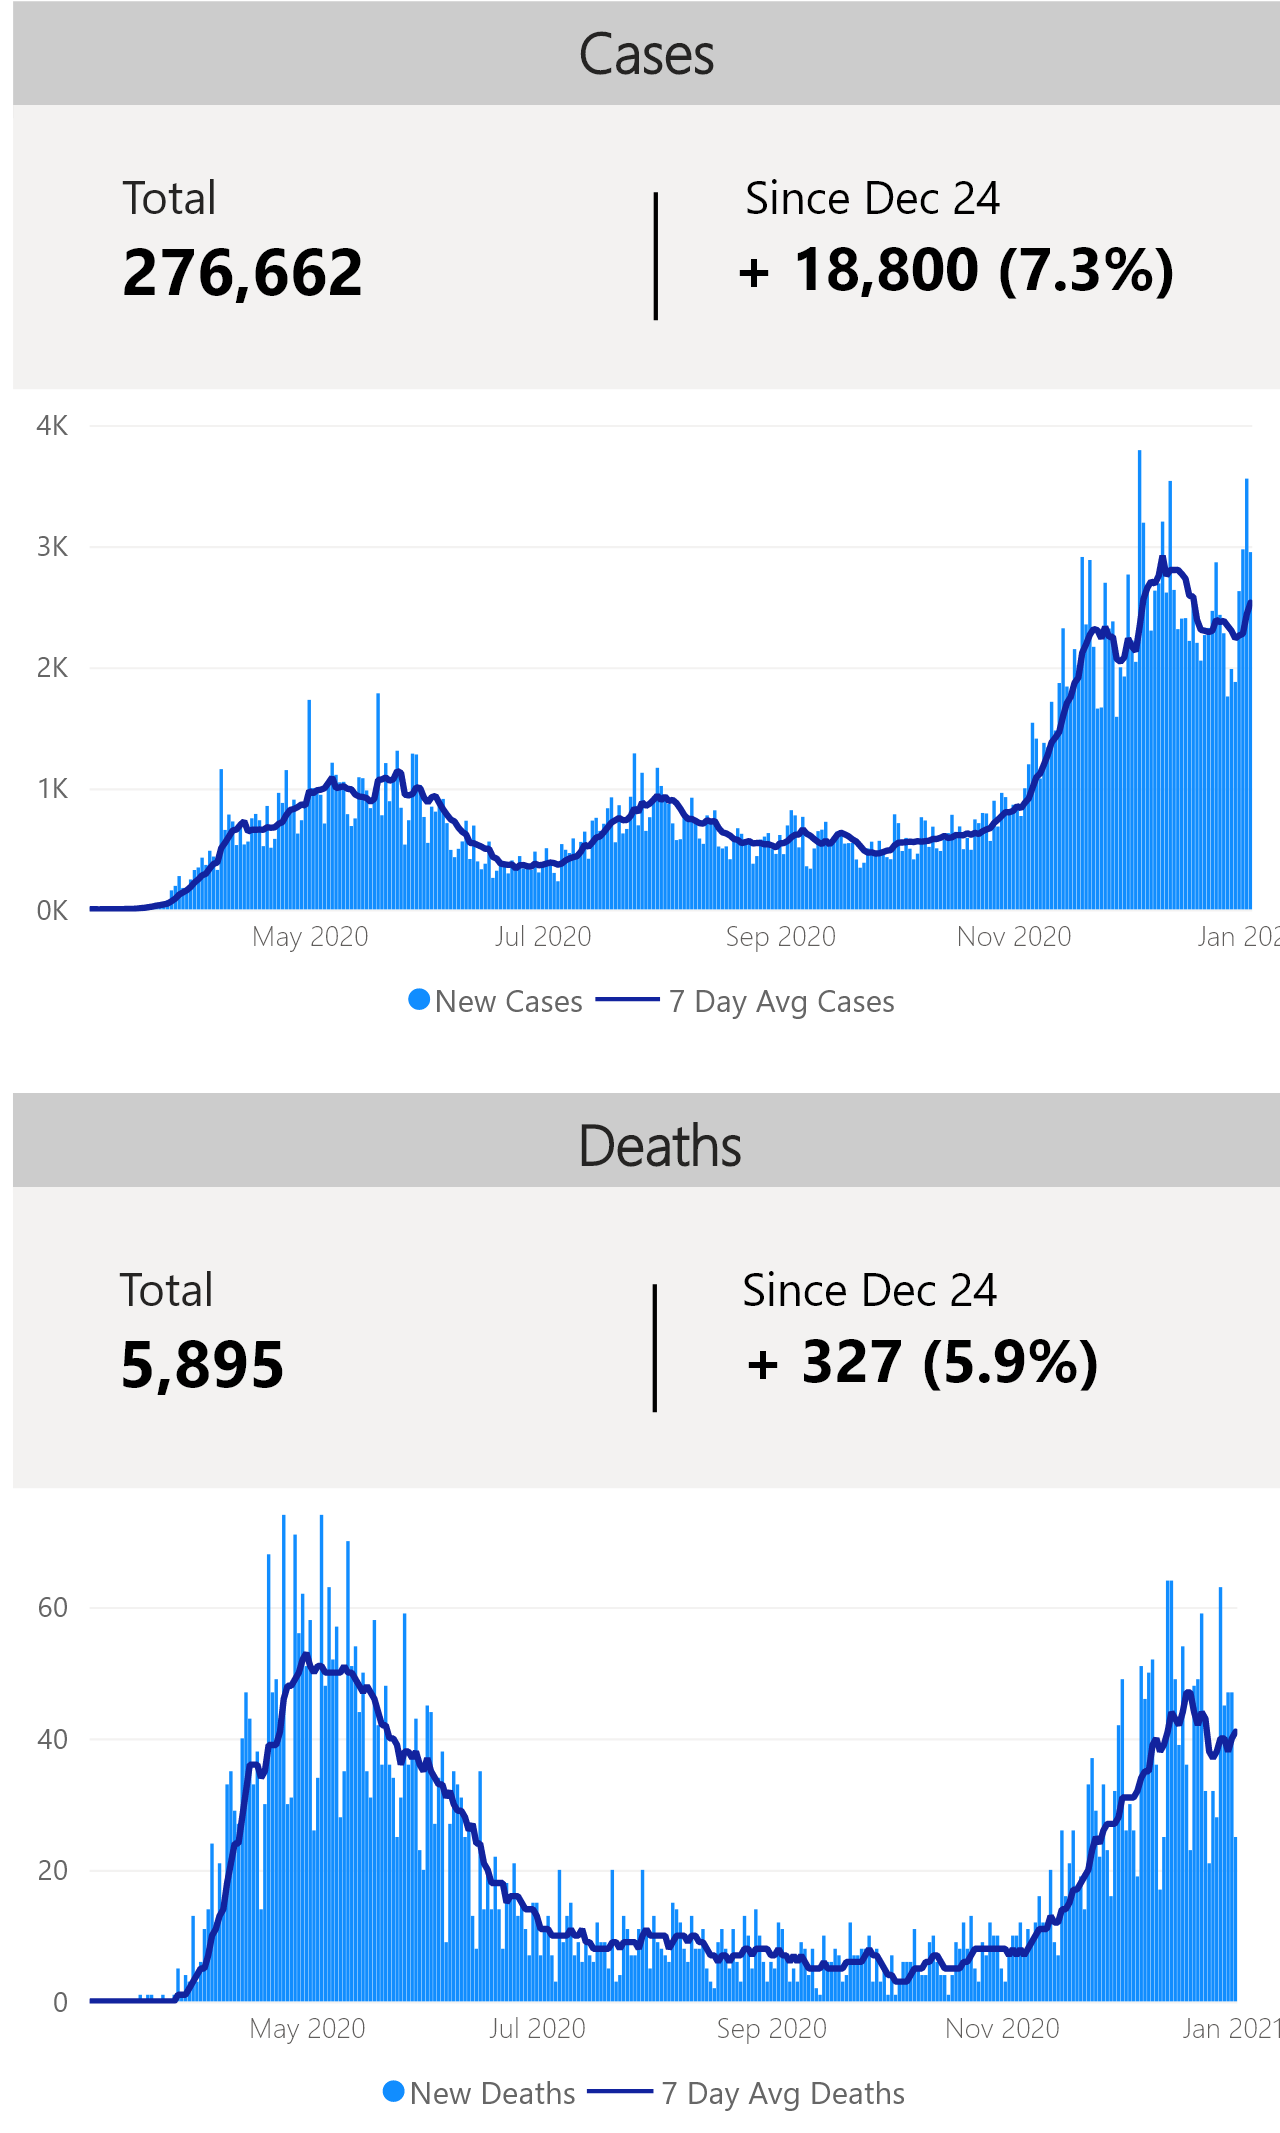 Cases
Total
276,662
Since Dec 24
+ 18,800 (7.3%)
4K
3K
2K
1K
0K
May 2020 Jul 2020 Sep 2020 Nov 2020 Jan 202
New Cases 7 Day Avg Cases
Deaths
Total
5,895
Since Dec 24
+ 327 (5.9%)
60
40
20
0
May 2020 Jul 2020 Sep 2020 Nov 2020 Jan 2021
New Deaths 7 Day Avg Deaths